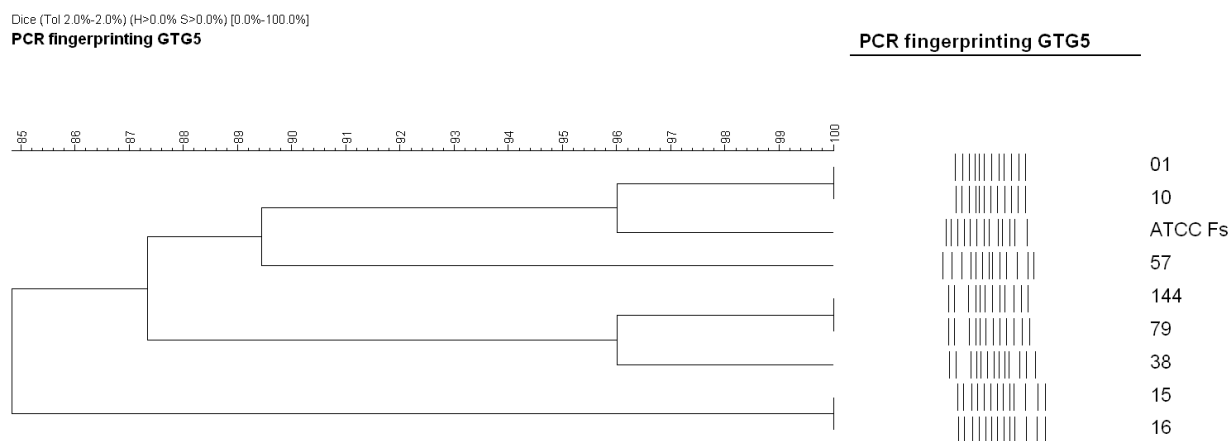 Dice (Tol 2.0%-2.0%) (H>0.0% S>0.0%) [0.0%-100.0%]
PCR fingerprinting GTG5
PCR fingerprinting GTG5
85 86 87 88 89 90 91 92 93 94 95 96 97 98 99 100
01
10
ATCC Fs
57
144
79
38
15
16